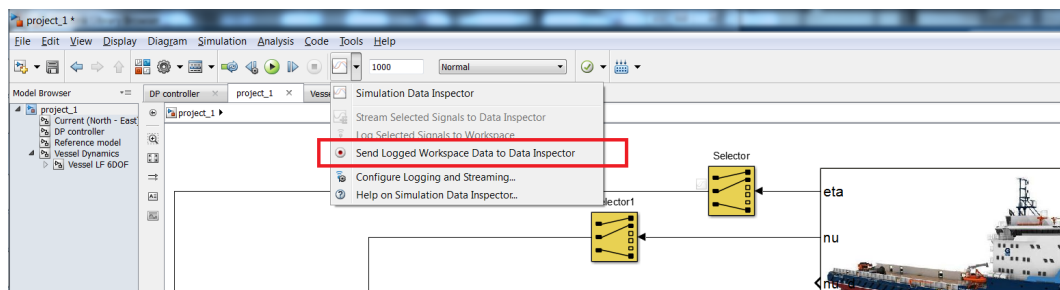 project_1 *
File Edit View Display Diagram Simulation Analysis Code Tools Help
1000 Normal
Model Browser
DP controller project_1
project_1
project_1
Current (North - East
DP controller
Reference model
Vessel Dynamics
Vessel LF 6DOF
Simulation Data Inspector
Stream Selected Signals to Data Inspector
Log Selected Signals to Workspace
Send Logged Workspace Data to Data Inspector
Configure Logging and Streaming...
Help on Simulation Data Inspector...
Selector
eta
nu